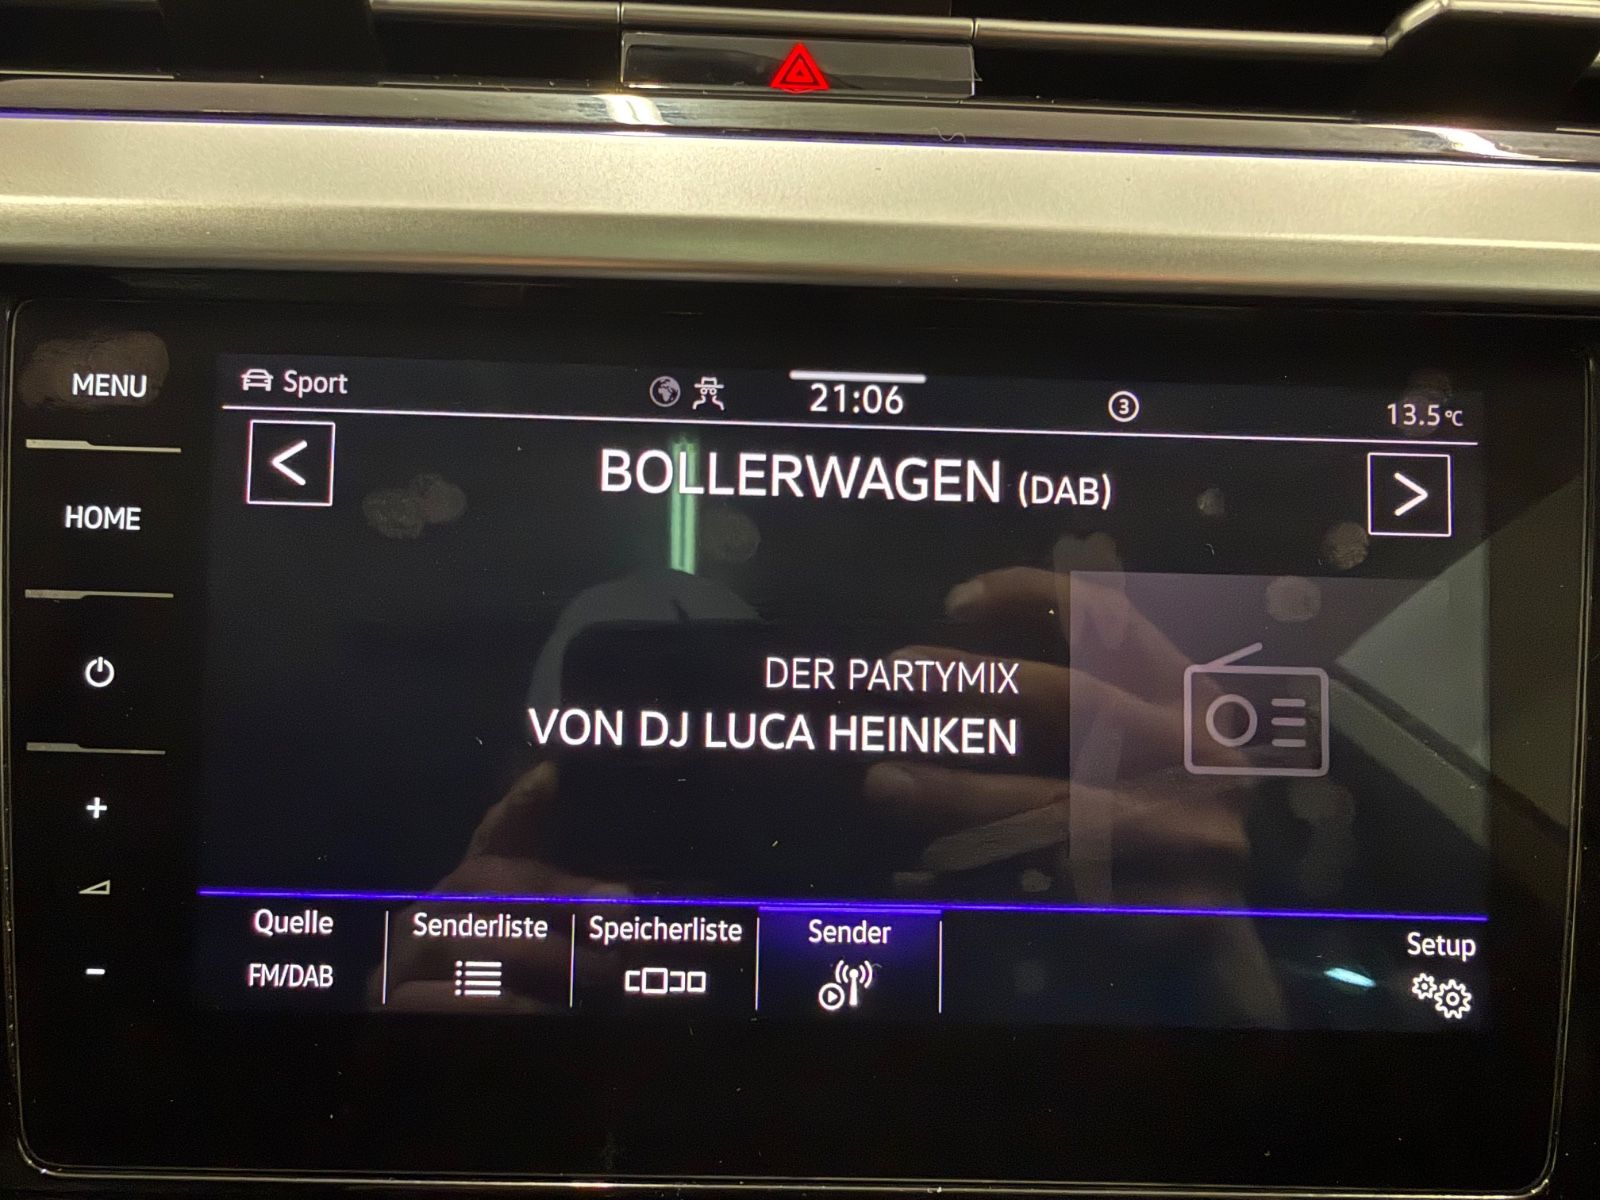 MENU
HOME
Sport
21:06
3
13.5°C
BOLLERWAGEN (DAB)
DER PARTYMIX
VON DJ LUCA HEINKEN
Quelle
FM/DAB
Senderliste
Speicherliste
Sender
Setup